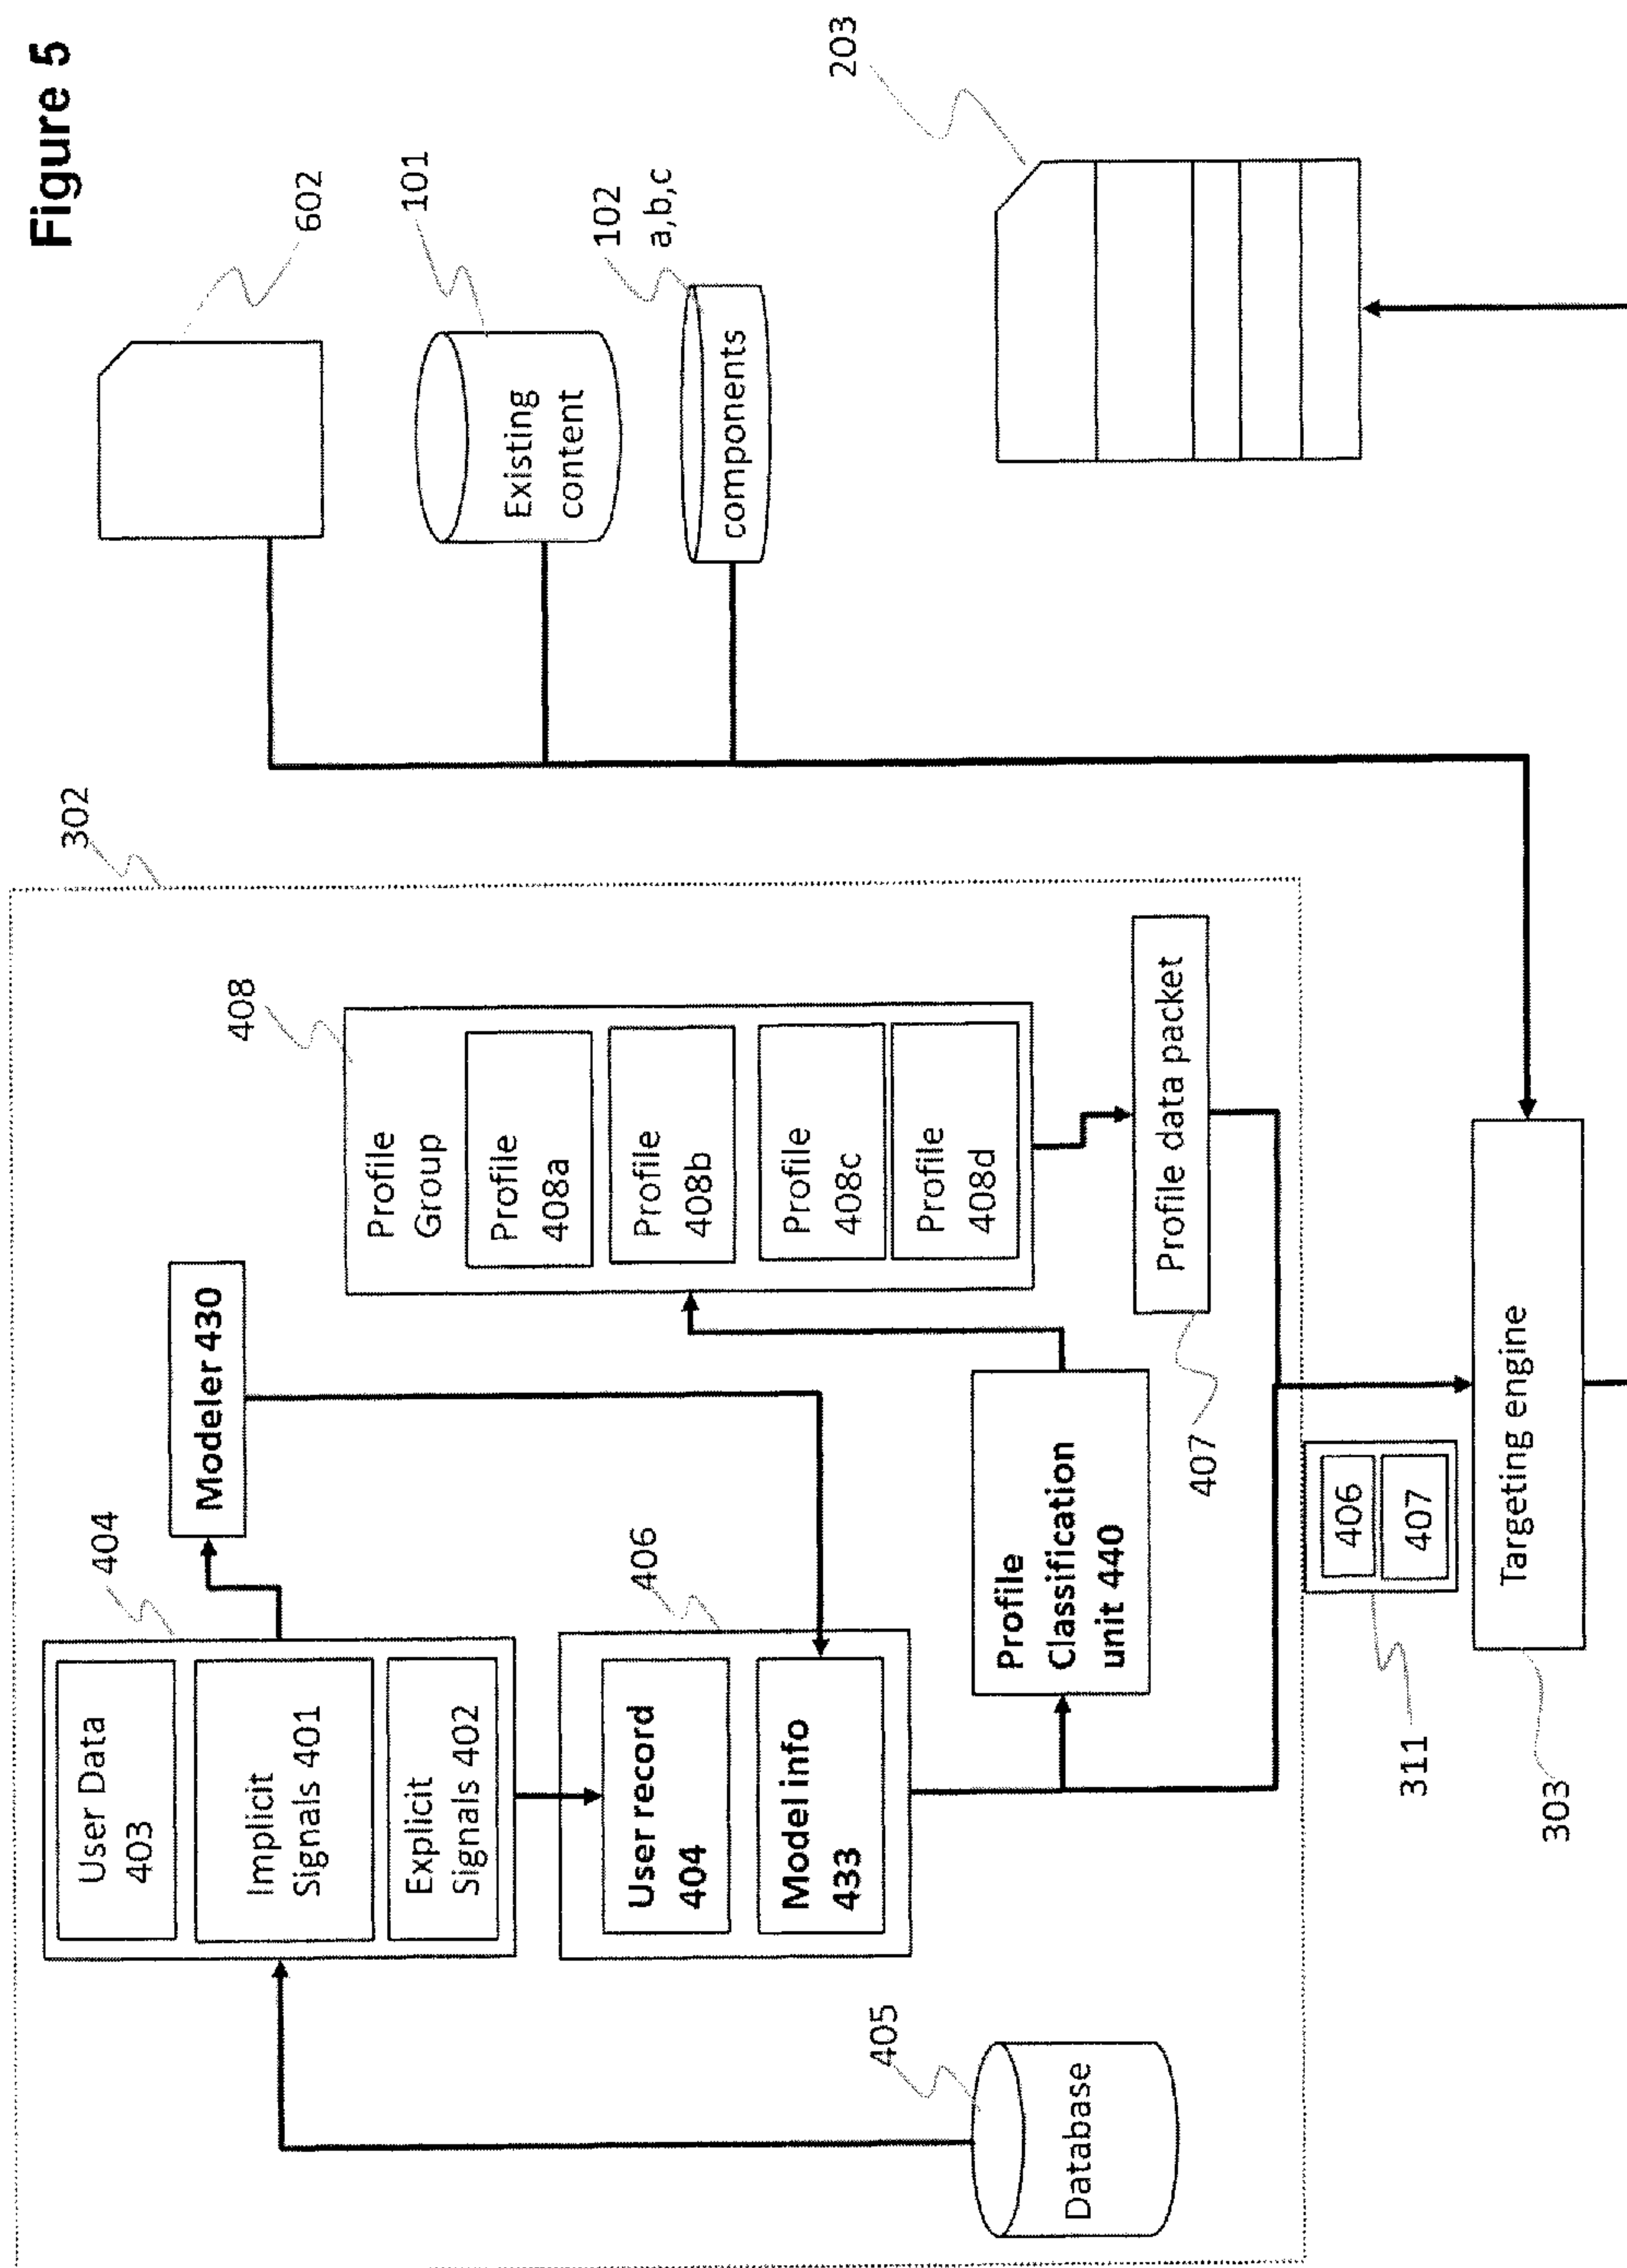 Figure 5
302
404
User Data
403
Implicit
Signals 401
Explicit
Signals 402
Modeler 430
406
User record
404
Model info
433
405
Database
408
Profile
Group
Profile
408a
Profile
408b
Profile
408c
Profile
408d
Profile
Classification
unit 440
Profile data packet
407
311
406
407
Targeting engine
303
602
101
Existing
content
102
a,b,c
components
203